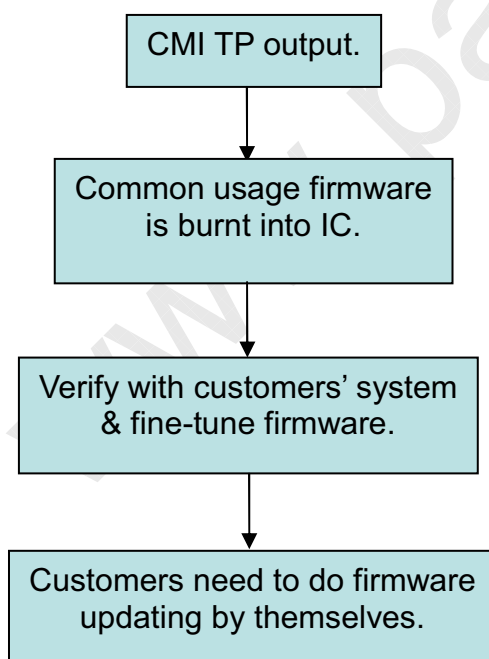 CMI TP output.
Common usage firmware
is burnt into IC.
Verify with customers’ system
& fine-tune firmware.
Customers need to do firmware
updating by themselves.